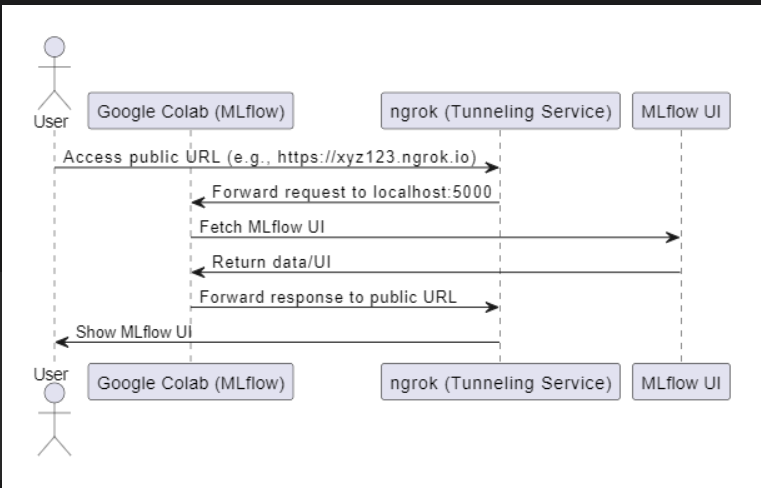 User
Google Colab (MLflow)
ngrok (Tunneling Service)
MLflow UI
Access public URL (e.g., https://xyz123.ngrok.io)
Forward request to localhost:5000
Fetch MLflow UI
Return data/UI
Forward response to public URL
Show MLflow UI
User
Google Colab (MLflow)
ngrok (Tunneling Service)
MLflow UI